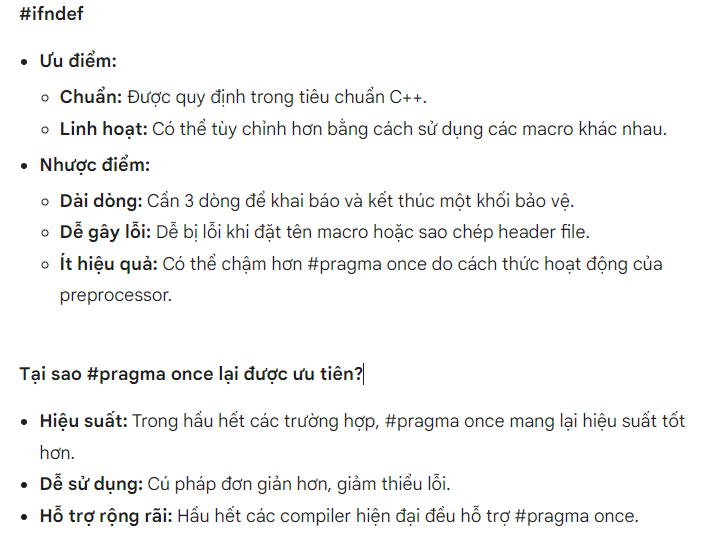 #ifndef
Ưu điểm:
Chuẩn: Được quy định trong tiêu chuẩn C++.
Linh hoạt: Có thể tùy chỉnh hơn bằng cách sử dụng các macro khác nhau.
Nhược điểm:
Dài dòng: Cần 3 dòng để khai báo và kết thúc một khối bảo vệ.
Dễ gây lỗi: Dễ bị lỗi khi đặt tên macro hoặc sao chép header file.
Ít hiệu quả: Có thể chậm hơn #pragma once do cách thức hoạt động của
preprocessor.
Tại sao #pragma once lại được ưu tiên?
Hiệu suất: Trong hầu hết các trường hợp, #pragma once mang lại hiệu suất tốt
hơn.
Dễ sử dụng: Cú pháp đơn giản hơn, giảm thiểu lỗi.
Hỗ trợ rộng rãi: Hầu hết các compiler hiện đại đều hỗ trợ #pragma once.